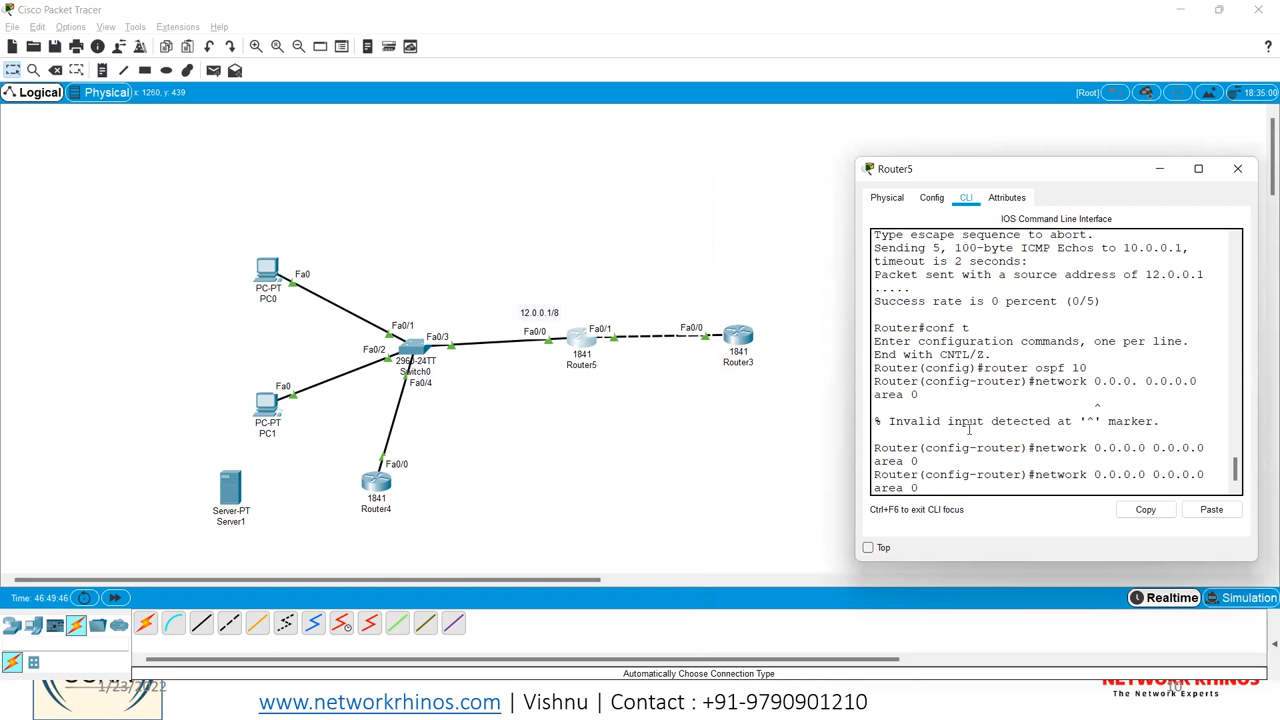 Cisco Packet Tracer
File Edit Options View Tools Extensions Help
?
Logical Physical x: 1260, y: 439 [Root] 18:35:00
Router5
Physical Config CLI Attributes
IOS Command Line Interface
Type escape sequence to abort.
Sending 5, 100-byte ICMP Echos to 10.0.0.1,
timeout is 2 seconds:
Packet sent with a source address of 12.0.0.1
.....
Success rate is 0 percent (0/5)
Router#conf t
Enter configuration commands, one per line.
End with CNTL/Z.
Router(config)#router ospf 10
Router(config-router)#network 0.0.0. 0.0.0.0
area 0
^
% Invalid input detected at '^' marker.
Router(config-router)#network 0.0.0.0 0.0.0.0
area 0
Router(config-router)#network 0.0.0.0 0.0.0.0
area 0
Ctrl+F6 to exit CLI focus
Copy Paste
Top
Fa0
PC-PT
PC0
Fa0/1
Fa0/2
Fa0/3
2960-24TT
Switch0
Fa0/4
12.0.0.1/8
Fa0/0
Fa0/1
1841
Router5
Fa0/0
1841
Router3
Fa0
PC-PT
PC1
Fa0/0
1841
Router4
Server-PT
Server1
Time: 46:49:46 Realtime Simulation
Automatically Choose Connection Type
1/23/2022
www.networkrhinos.com | Vishnu | Contact : +91-9790901210
The Network Experts